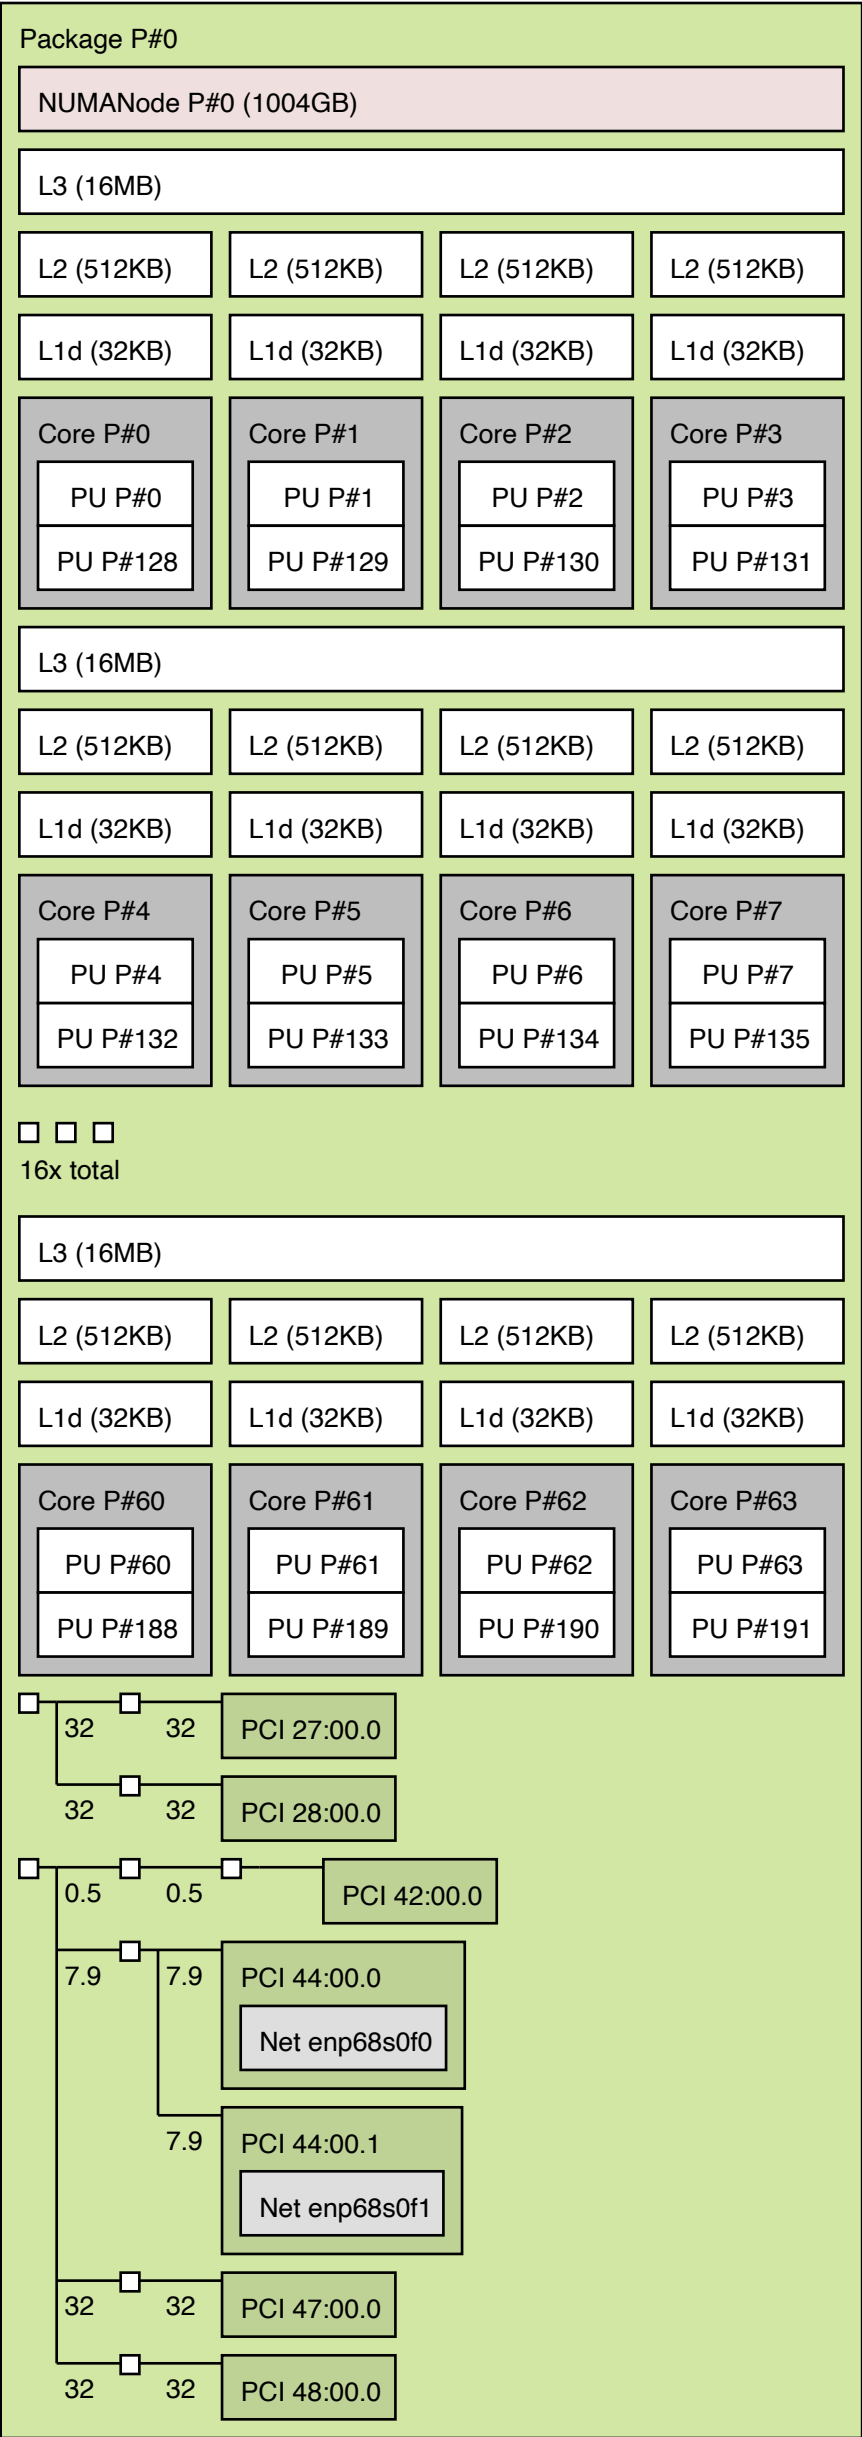 Package P#0
NUMANode P#0 (1004GB)
L3 (16MB)
L2 (512KB) L2 (512KB) L2 (512KB) L2 (512KB)
L1d (32KB) L1d (32KB) L1d (32KB) L1d (32KB)
Core P#0 Core P#1 Core P#2 Core P#3
PU P#0 PU P#1 PU P#2 PU P#3
PU P#128 PU P#129 PU P#130 PU P#131
L3 (16MB)
L2 (512KB) L2 (512KB) L2 (512KB) L2 (512KB)
L1d (32KB) L1d (32KB) L1d (32KB) L1d (32KB)
Core P#4 Core P#5 Core P#6 Core P#7
PU P#4 PU P#5 PU P#6 PU P#7
PU P#132 PU P#133 PU P#134 PU P#135
16x total
L3 (16MB)
L2 (512KB) L2 (512KB) L2 (512KB) L2 (512KB)
L1d (32KB) L1d (32KB) L1d (32KB) L1d (32KB)
Core P#60 Core P#61 Core P#62 Core P#63
PU P#60 PU P#61 PU P#62 PU P#63
PU P#188 PU P#189 PU P#190 PU P#191
32 32 PCI 27:00.0
32 32 PCI 28:00.0
0.5 0.5 PCI 42:00.0
7.9 7.9 PCI 44:00.0
Net enp68s0f0
7.9 PCI 44:00.1
Net enp68s0f1
32 32 PCI 47:00.0
32 32 PCI 48:00.0